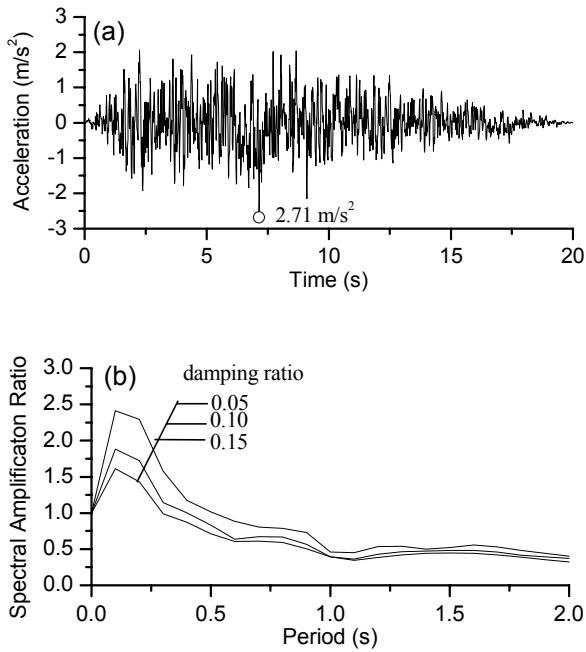 (a)
Acceleration (m/s²)
3
2
1
0
-1
-2
-3
2.71 m/s²
0 5 10 15 20
Time (s)
(b)
Spectral Amplificaton Ratio
3.0
2.5
2.0
1.5
1.0
0.5
0.0
damping ratio
0.05
0.10
0.15
0.0 0.5 1.0 1.5 2.0
Period (s)